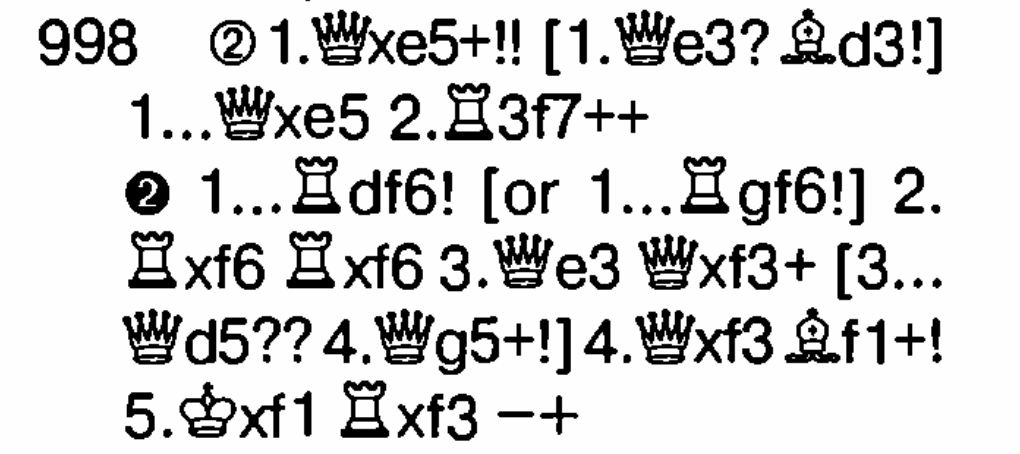 998 ② 1.♕xe5+!! [1.♕e3? ♗d3!]
1...♕xe5 2.♖3f7++
❷ 1...♖df6! [or 1...♖gf6!] 2.
♖xf6 ♖xf6 3.♕e3 ♕xf3+ [3...
♕d5?? 4.♕g5+!] 4.♕xf3 ♗f1+!
5.♔xf1 ♖xf3 −+